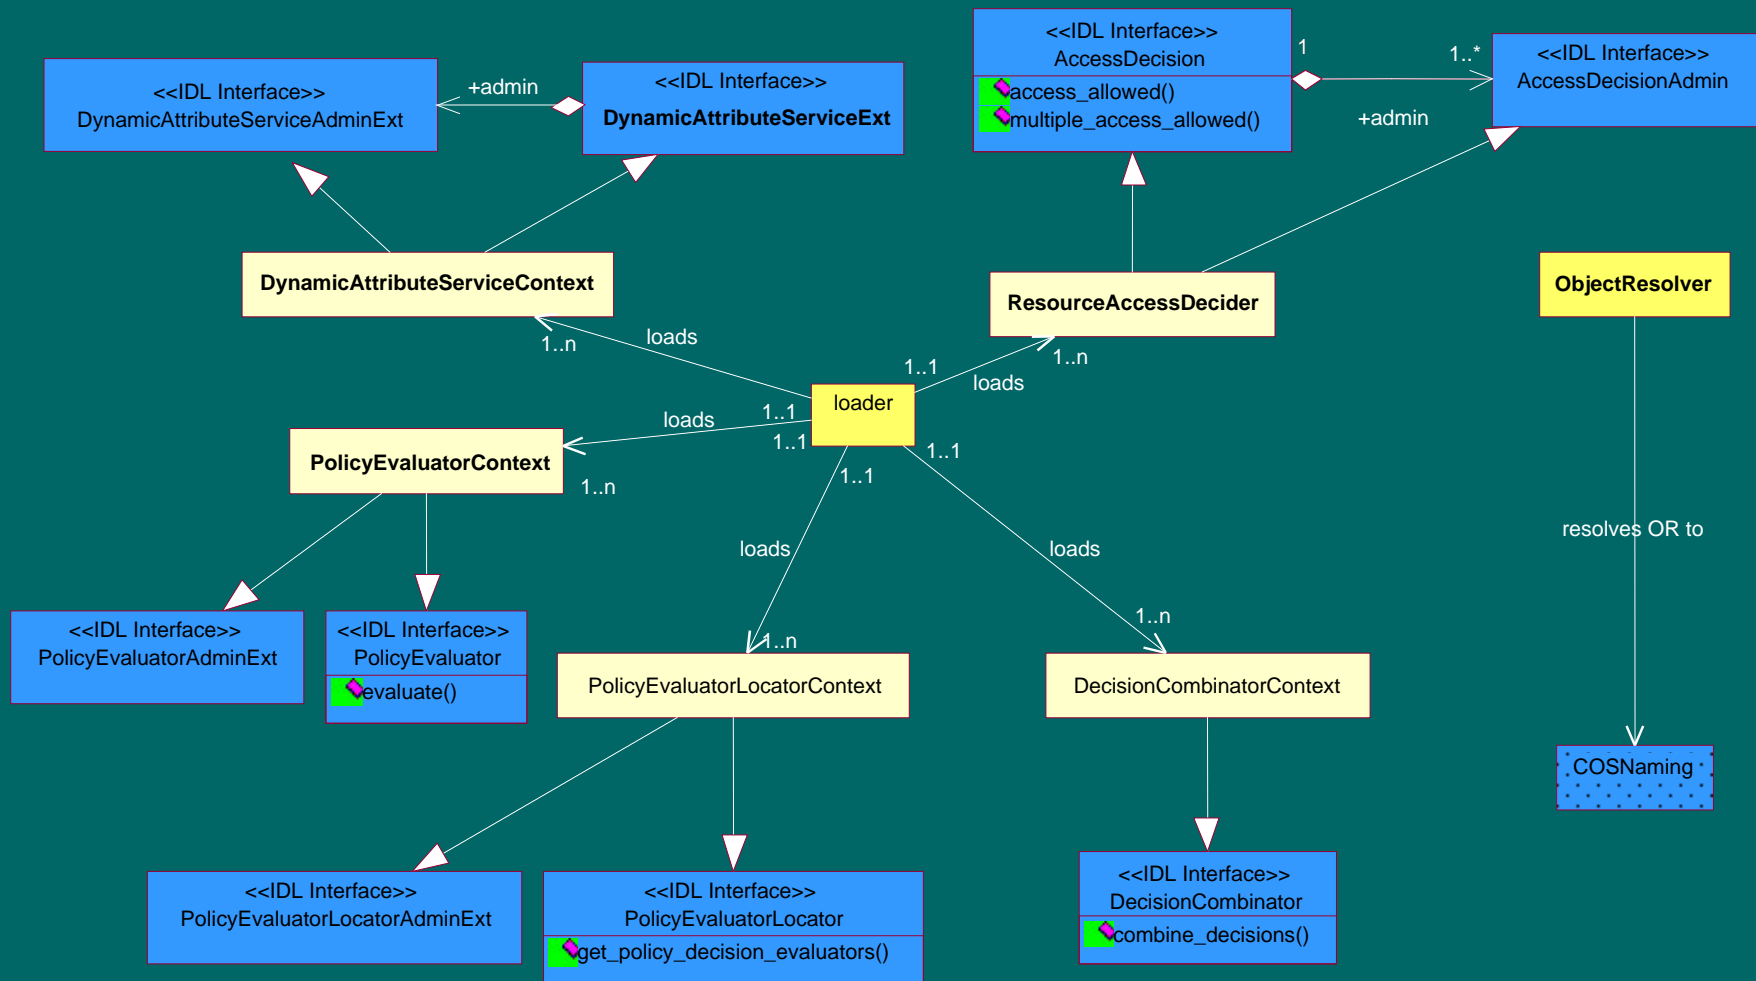 <<IDL Interface>>
AccessDecision
access_allowed()
multiple_access_allowed()
1
1..*
+admin
<<IDL Interface>>
AccessDecisionAdmin
<<IDL Interface>>
DynamicAttributeServiceAdminExt
+admin
<<IDL Interface>>
DynamicAttributeServiceExt
DynamicAttributeServiceContext
ResourceAccessDecider
ObjectResolver
1..n
loads
1..1
1..n
loads
loader
loads
1..1
1..1
1..1
1..1
PolicyEvaluatorContext
1..n
resolves OR to
loads
loads
<<IDL Interface>>
PolicyEvaluatorAdminExt
<<IDL Interface>>
PolicyEvaluator
evaluate()
1..n
1..n
PolicyEvaluatorLocatorContext
DecisionCombinatorContext
COSNaming
<<IDL Interface>>
PolicyEvaluatorLocatorAdminExt
<<IDL Interface>>
PolicyEvaluatorLocator
get_policy_decision_evaluators()
<<IDL Interface>>
DecisionCombinator
combine_decisions()